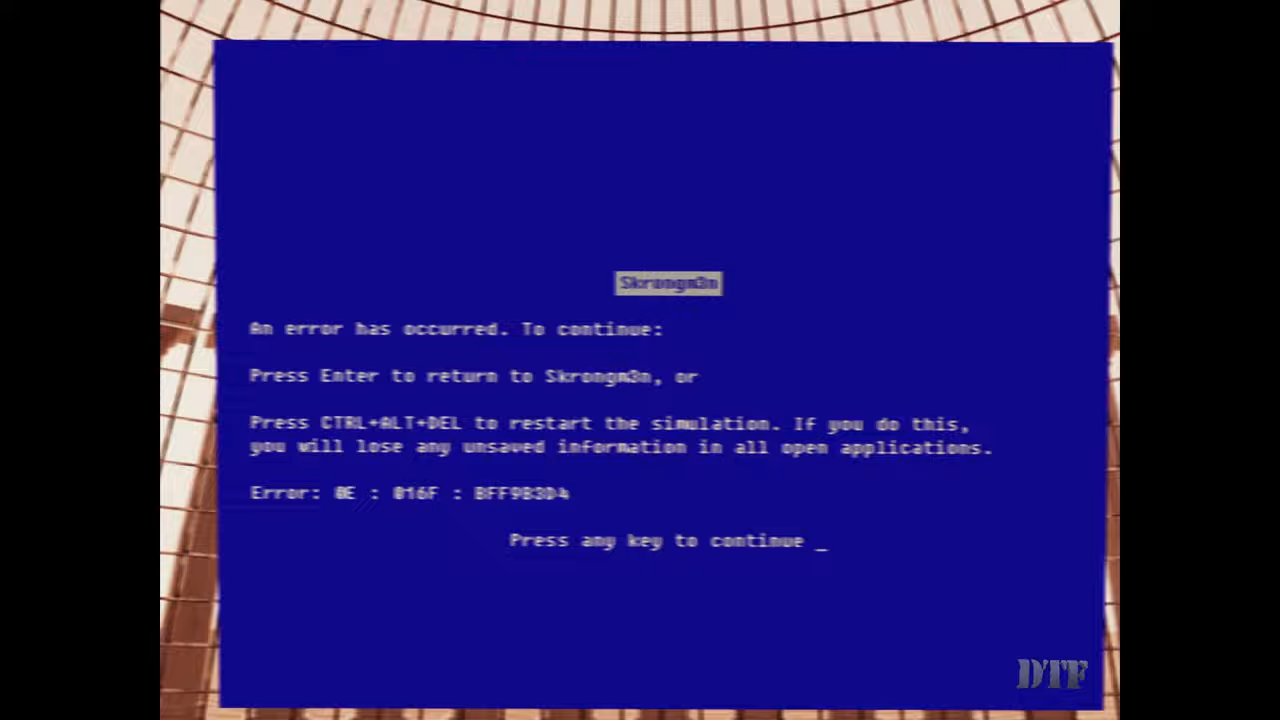 Skrongm3n
An error has occurred. To continue:
Press Enter to return to Skrongm3n, or
Press CTRL+ALT+DEL to restart the simulation. If you do this,
you will lose any unsaved information in all open applications.
Error: 0E : 016F : BFF9B3D4
Press any key to continue _
DTF